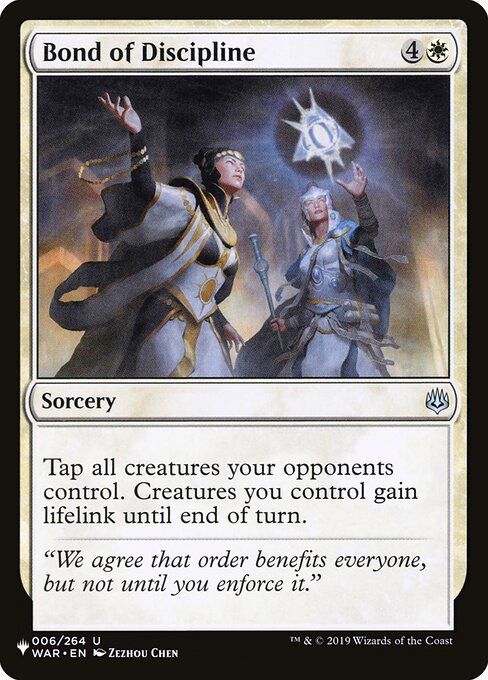 Bond of Discipline 4
Sorcery
Tap all creatures your opponents
control. Creatures you control gain
lifelink until end of turn.
“We agree that order benefits everyone,
but not until you enforce it.”
006/264 U
WAR • EN Zezhou Chen
™ & © 2019 Wizards of the Coast